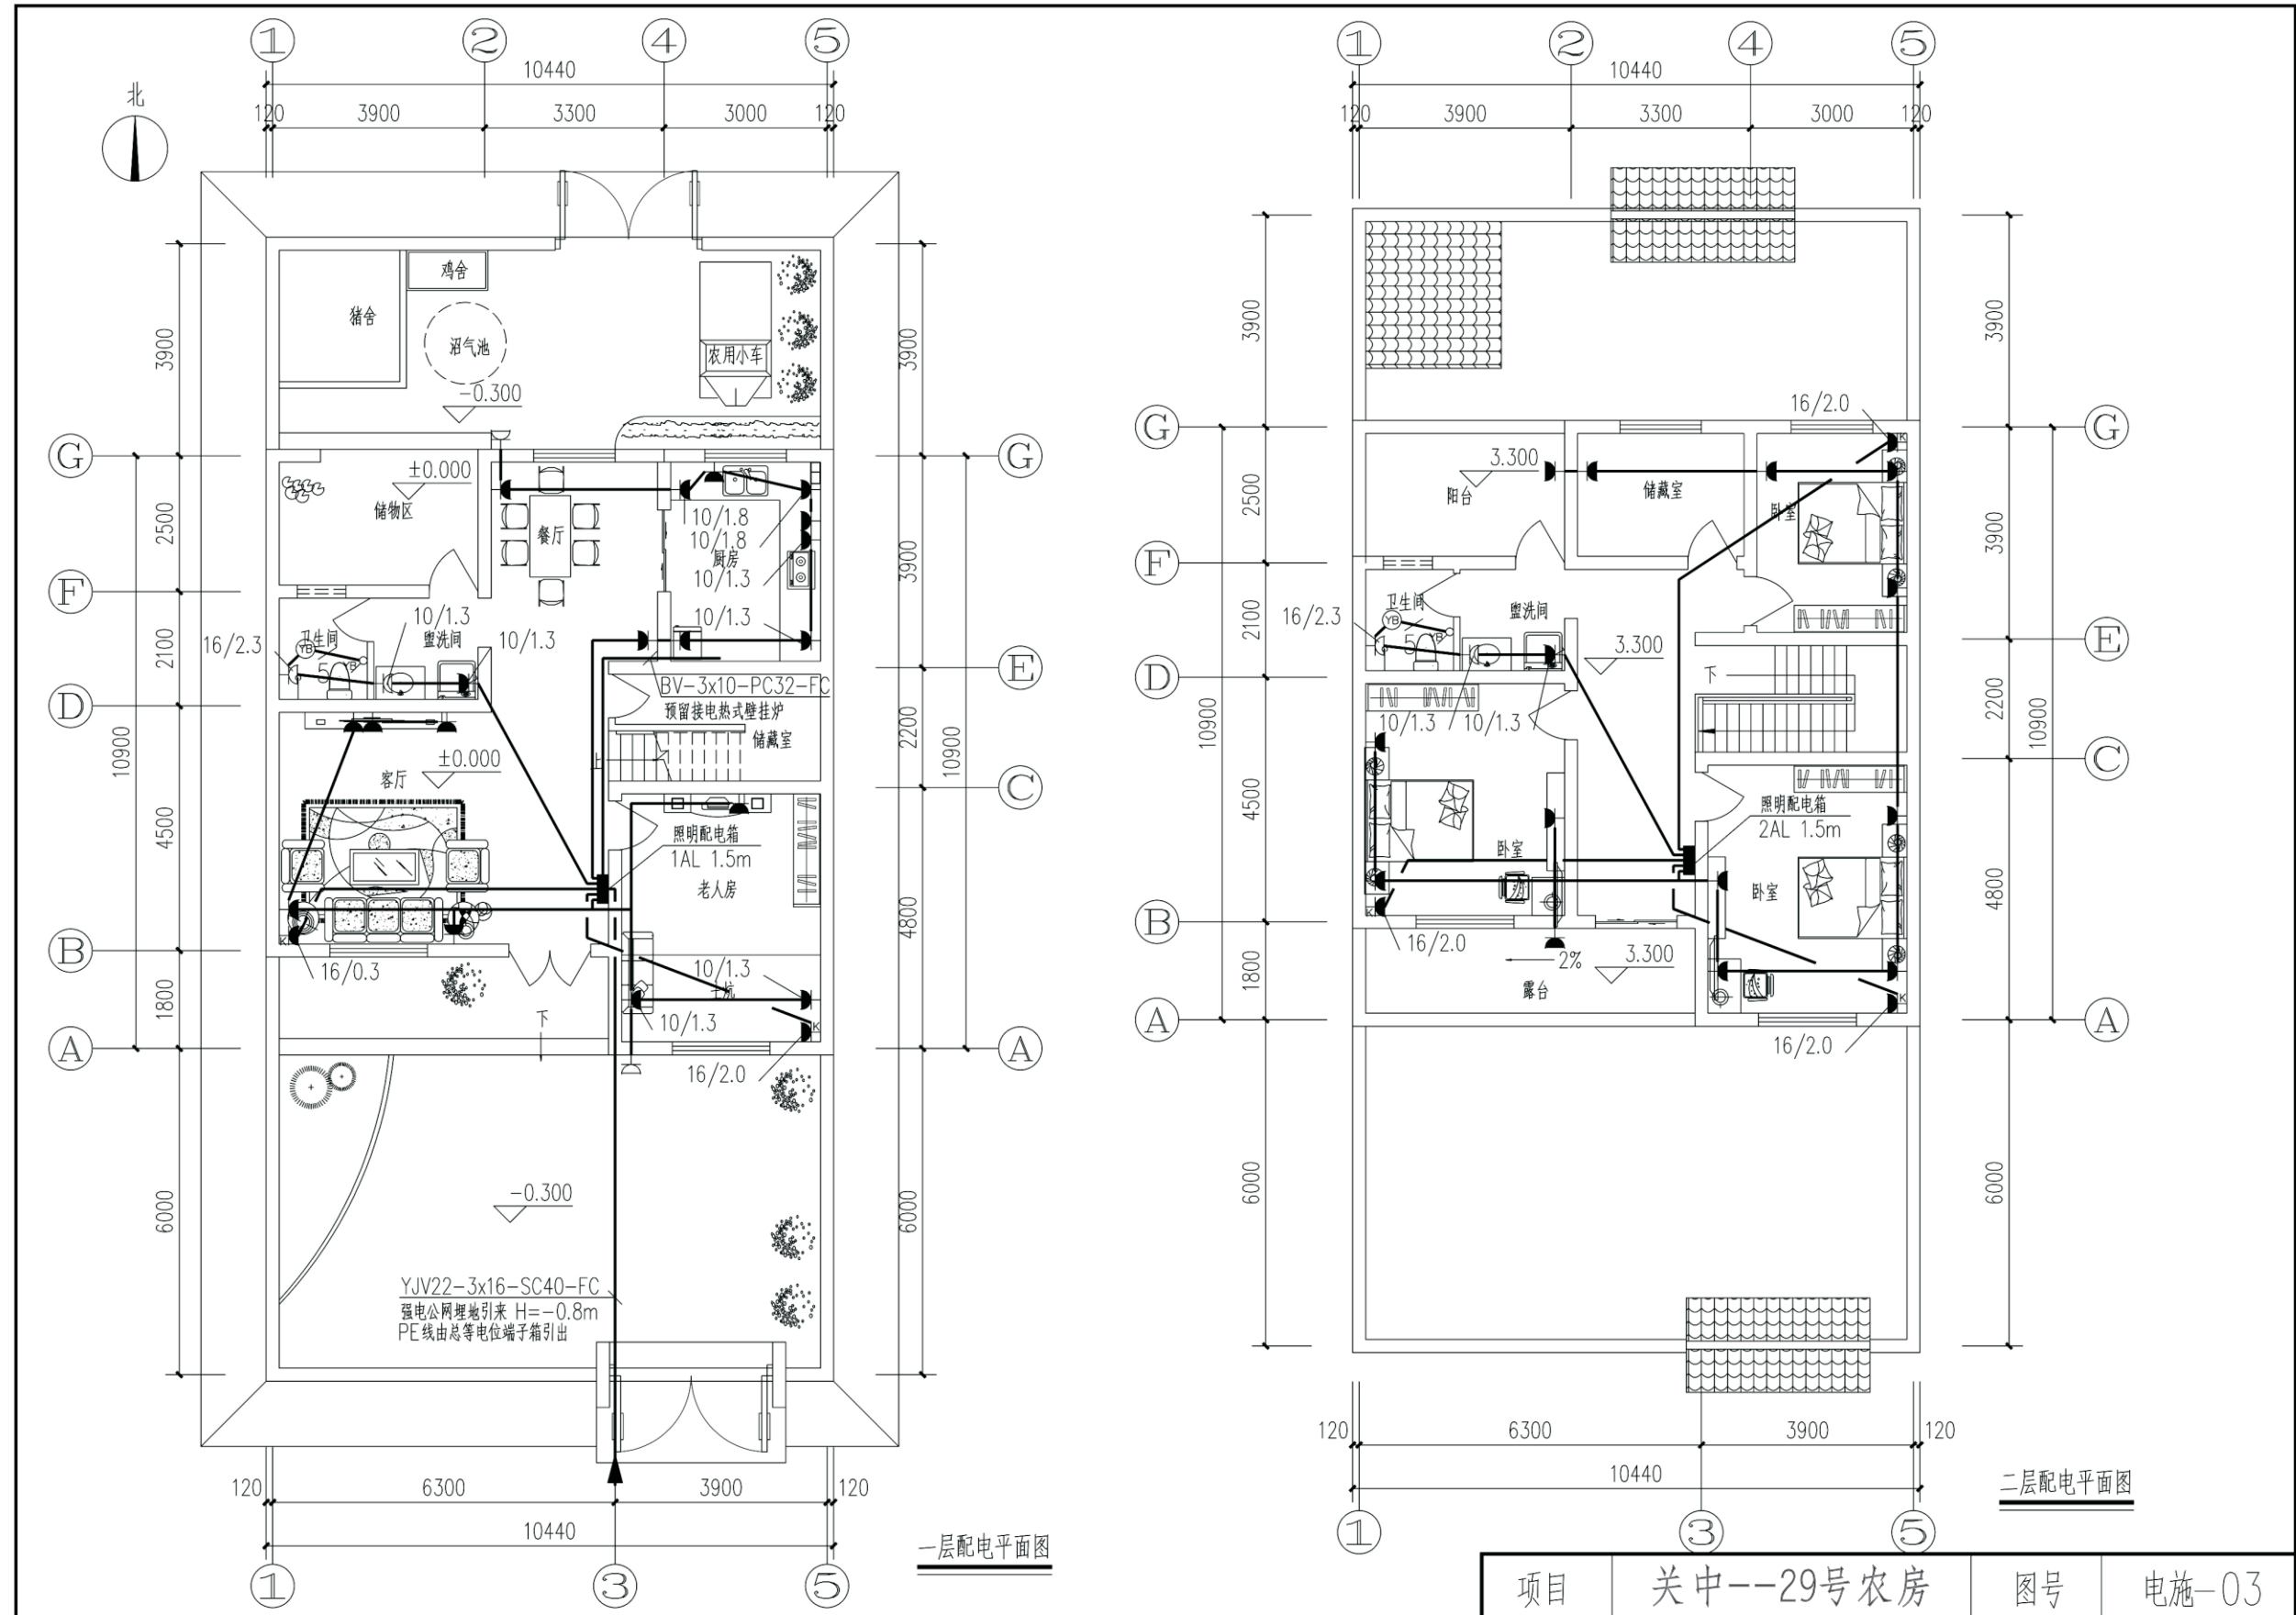 ① ② ④ ⑤
10440
120 3900 3300 3000 120
北
鸡舍
猪舍
沼气池
农用小车
-0.300
3900
3900
Ⓖ
Ⓖ
±0.000
储物区
餐厅
10/1.8
10/1.8
厨房
10/1.3
2500
3900
Ⓕ
10/1.3
10/1.3
10/1.3
16/2.3
卫生间
盥洗间
YB
YB
2100
Ⓔ
Ⓓ
BV-3x10-PC32-FC
预留接电热式壁挂炉
储藏室
2200
10900
10900
±0.000
客厅
Ⓒ
4500
照明配电箱
1AL 1.5m
老人房
4800
Ⓑ
K
16/0.3
10/1.3
土炕
10/1.3
K
1800
下
Ⓐ
Ⓐ
16/2.0
-0.300
6000
6000
YJV22-3x16-SC40-FC
强电公网埋地引来 H=-0.8m
PE线由总等电位端子箱引出
120 6300 3900 120
10440
① ③ ⑤
一层配电平面图
① ② ④ ⑤
10440
120 3900 3300 3000 120
3900
3900
16/2.0
Ⓖ
Ⓖ
K
3.300
阳台
储藏室
卧室
2500
3900
Ⓕ
16/2.3
卫生间
盥洗间
YB
YB
2100
Ⓔ
3.300
Ⓓ
下
10/1.3 10/1.3
2200
10900
10900
Ⓒ
4500
照明配电箱
2AL 1.5m
卧室
卧室
4800
Ⓑ
K
16/2.0
2%
3.300
露台
K
1800
Ⓐ
Ⓐ
16/2.0
6000
6000
120 6300 3900 120
10440
① ③ ⑤
二层配电平面图
项目 关中--29号农房 图号 电施-03